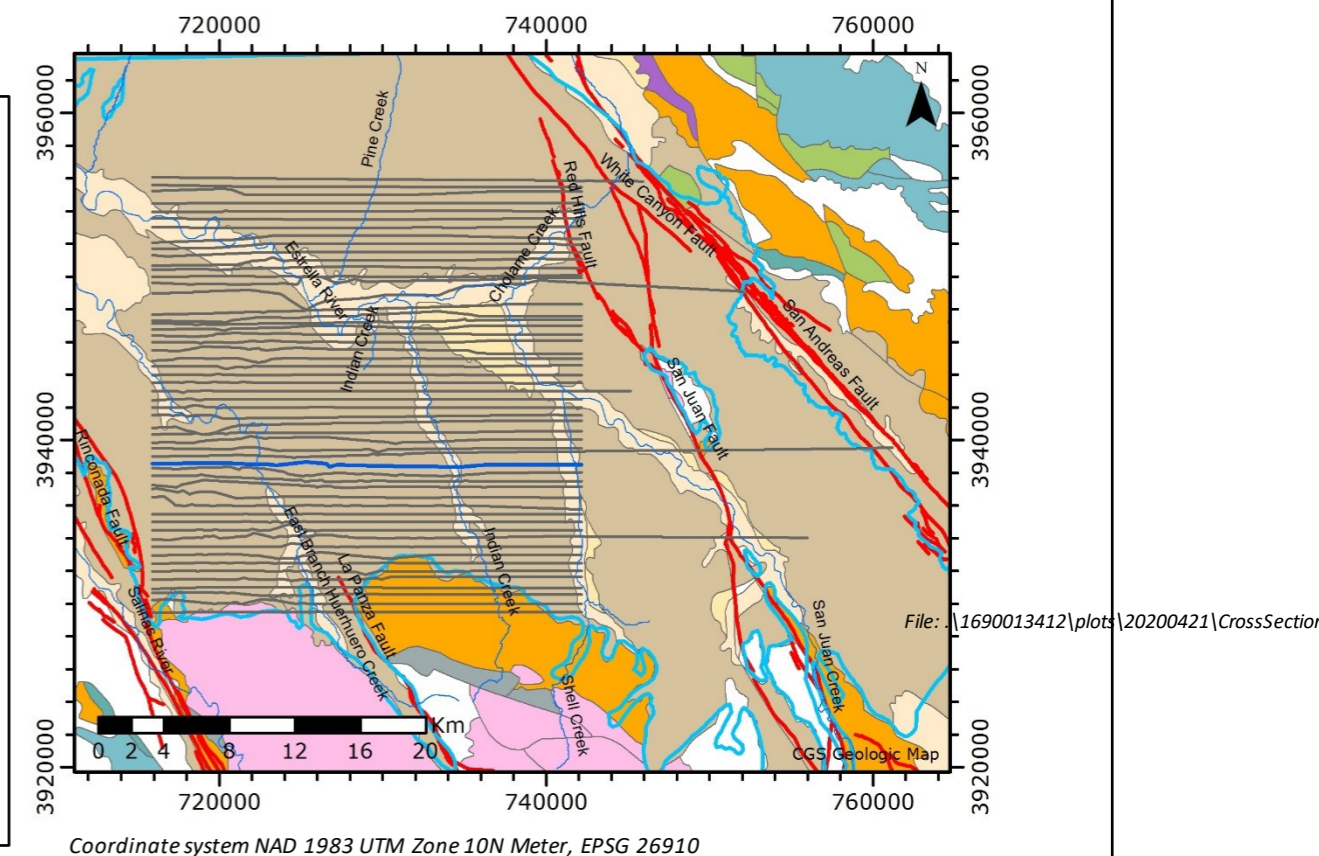 720000
740000
760000
3960000
3940000
3920000
3960000
3940000
3920000
N
Pine Creek
White Canyon Fault
Red Hills Fault
Cholame Creek
Estrella River
Indian Creek
San Andreas Fault
San Juan Fault
Rinconada Fault
East Branch Huerhuero Creek
La Panza Fault
Indian Creek
Salinas River
San Juan Creek
Shell Creek
File: .\1690013412\plots\20200421\CrossSection
Km
0 2 4 8 12 16 20
CGS Geologic Map
720000
740000
760000
Coordinate system NAD 1983 UTM Zone 10N Meter, EPSG 26910